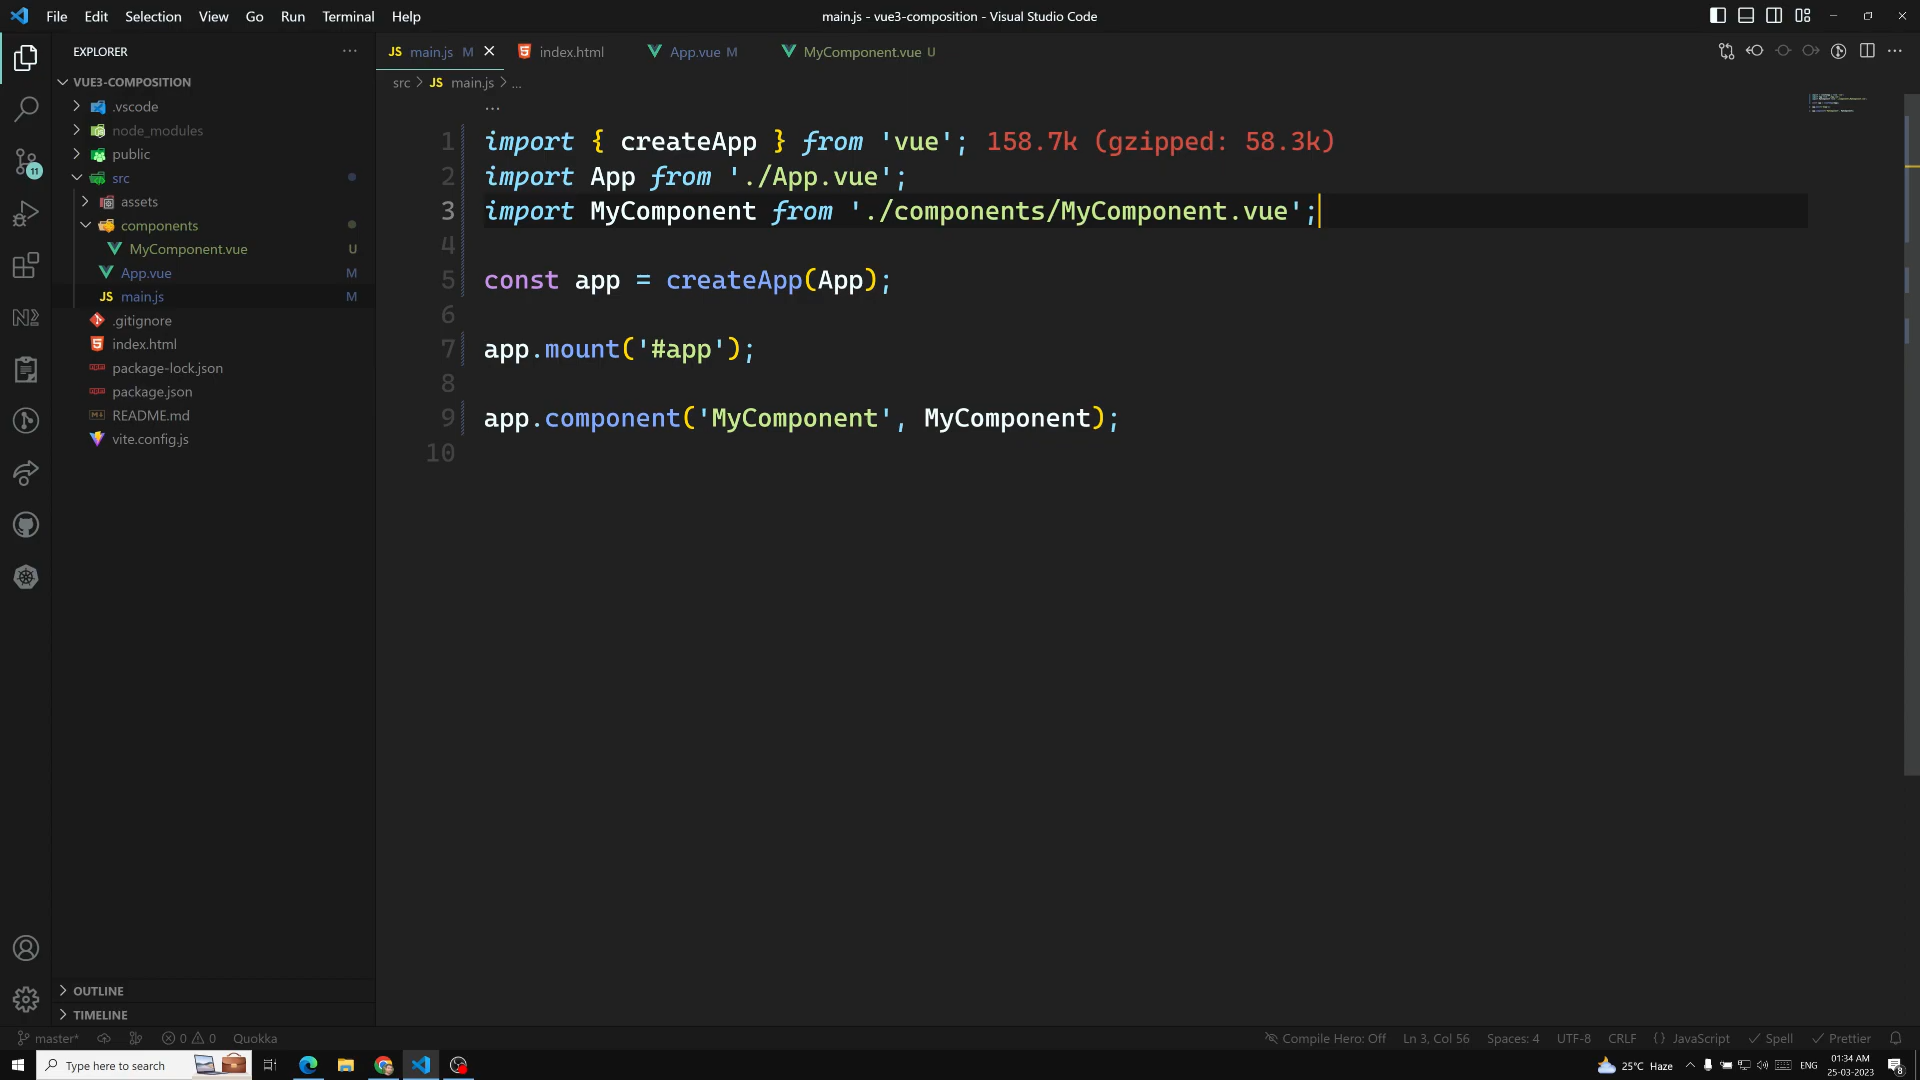 File Edit Selection View Go Run Terminal Help
main.js - vue3-composition - Visual Studio Code
EXPLORER
JS main.js M
index.html
App.vue M
MyComponent.vue U
VUE3-COMPOSITION
src > JS main.js > ...
.vscode
node_modules
public
src
assets
components
MyComponent.vue U
App.vue M
JS main.js M
.gitignore
index.html
package-lock.json
package.json
README.md
vite.config.js
OUTLINE
TIMELINE
...
1 import { createApp } from 'vue'; 158.7k (gzipped: 58.3k)
2 import App from './App.vue';
3 import MyComponent from './components/MyComponent.vue';
4
5 const app = createApp(App);
6
7 app.mount('#app');
8
9 app.component('MyComponent', MyComponent);
10
11
master* 0 0 Quokka
Compile Hero: Off Ln 3, Col 56 Spaces: 4 UTF-8 CRLF {} JavaScript Spell Prettier
Type here to search
25°C Haze
ENG
01:34 AM
25-03-2023
8